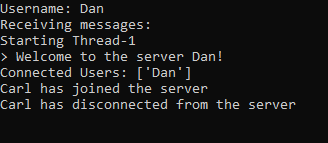 Username: Dan
Receiving messages:
Starting Thread-1
> Welcome to the server Dan!
Connected Users: ['Dan']
Carl has joined the server
Carl has disconnected from the server